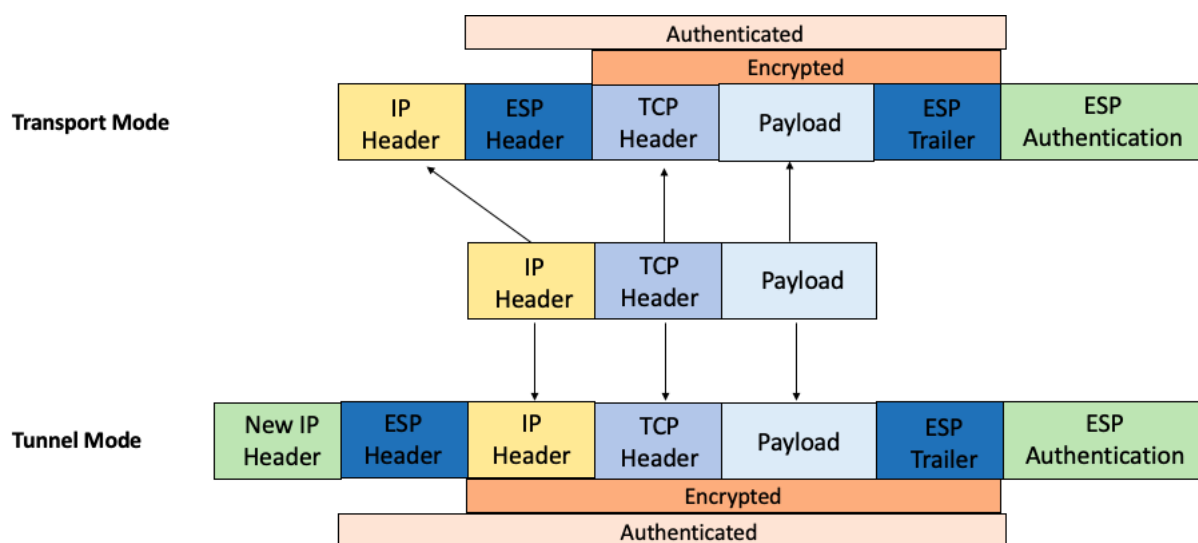 Authenticated
Encrypted
Transport Mode
IP
Header
ESP
Header
TCP
Header
Payload
ESP
Trailer
ESP
Authentication
IP
Header
TCP
Header
Payload
Tunnel Mode
New IP
Header
ESP
Header
IP
Header
TCP
Header
Payload
ESP
Trailer
ESP
Authentication
Encrypted
Authenticated